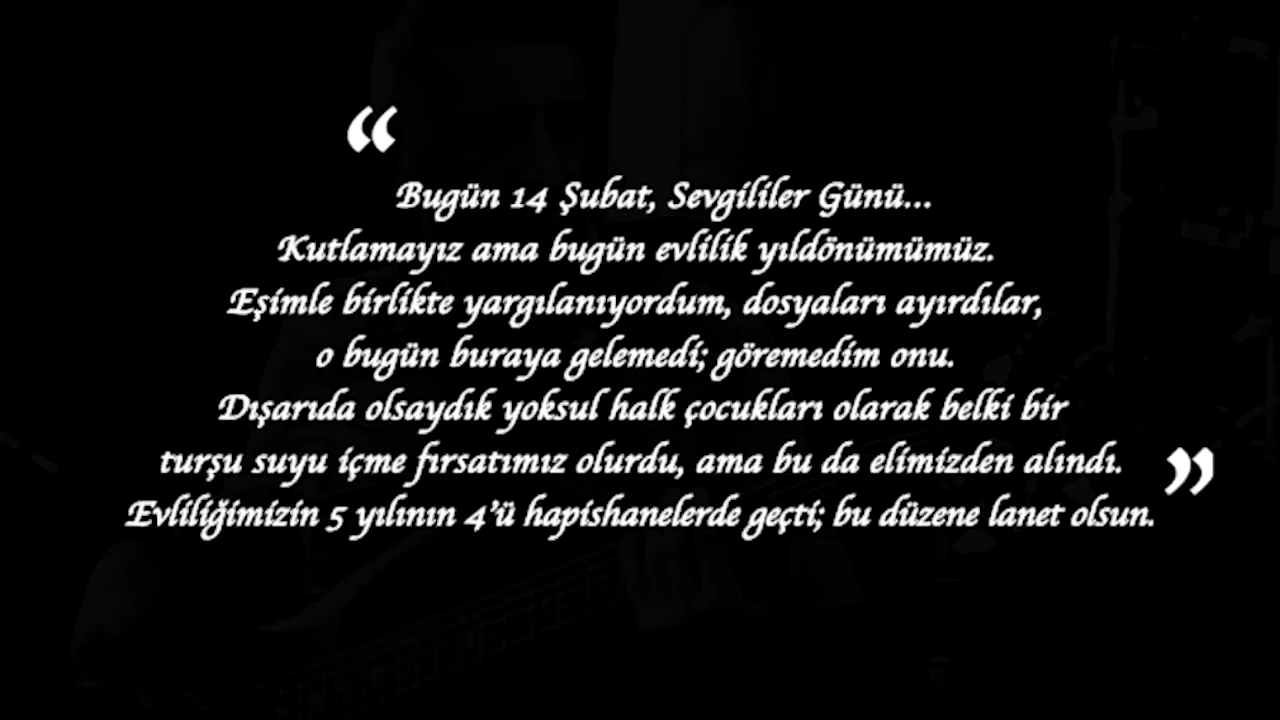 “
Bugün 14 Şubat, Sevgililer Günü...
Kutlamayız ama bugün evlilik yıldönümümüz.
Eşimle birlikte yargılanıyordum, dosyaları ayırdılar,
o bugün buraya gelemedi; göremedim onu.
Dışarıda olsaydık yoksul halk çocukları olarak belki bir
turşu suyu içme fırsatımız olurdu, ama bu da elimizden alındı.
Evliliğimizin 5 yılının 4’ü hapishanelerde geçti; bu düzene lanet olsun.
”